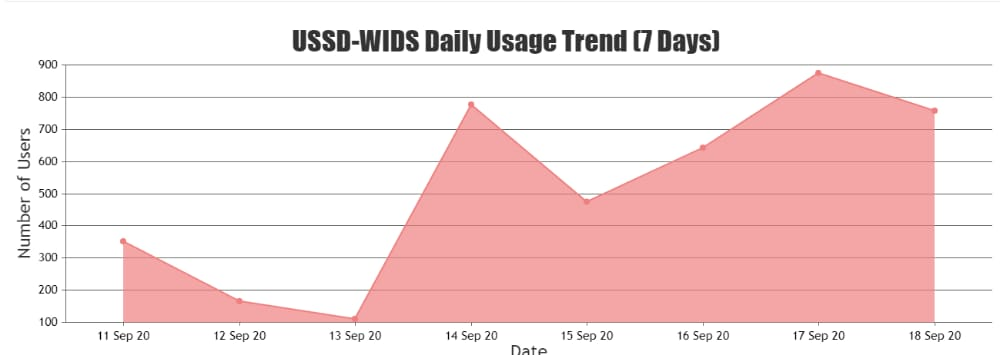 USSD-WIDS Daily Usage Trend (7 Days)
900
800
700
600
500
400
300
200
100
Number of Users
11 Sep 20 12 Sep 20 13 Sep 20 14 Sep 20 15 Sep 20 16 Sep 20 17 Sep 20 18 Sep 20
Date